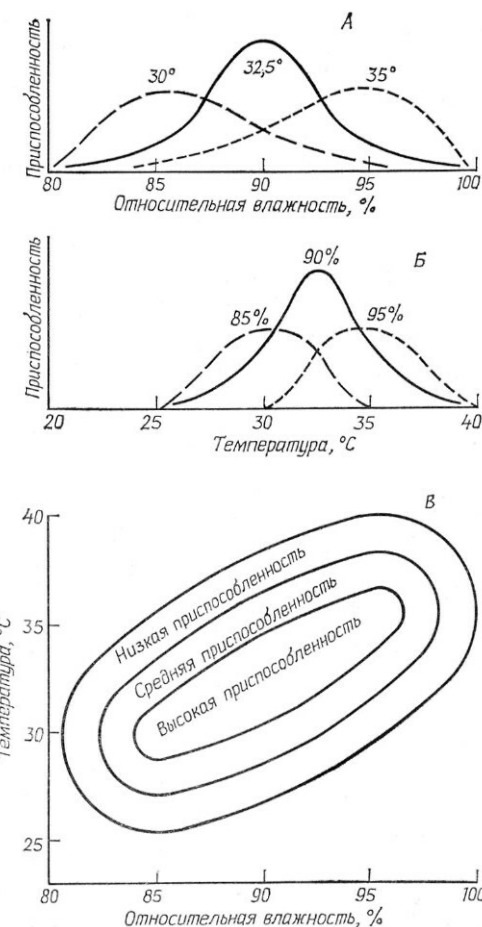 А
Приспособленность
30°
32,5°
35°
80
85
90
95
100
Относительная влажность, %
Б
Приспособленность
85%
90%
95%
20
25
30
35
40
Температура, °С
В
Температура, °С
40
35
30
25
Низкая приспособленность
Средняя приспособленность
Высокая приспособленность
80
85
90
95
100
Относительная влажность, %